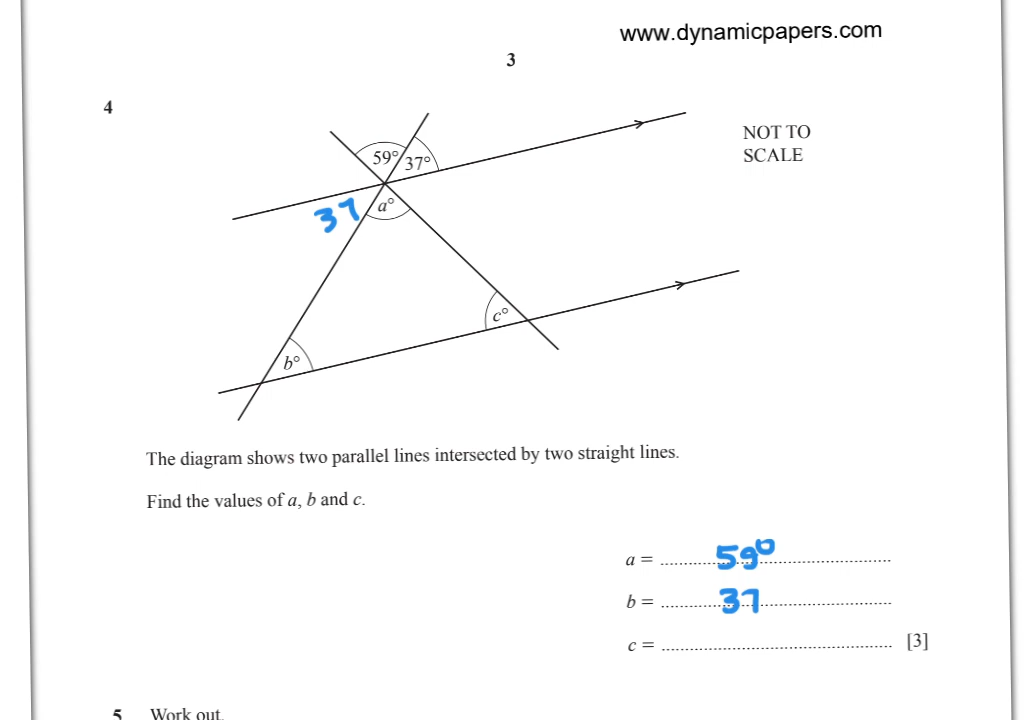 www.dynamicpapers.com
3
4
NOT TO
SCALE
59° 37°
37 a°
c°
b°
The diagram shows two parallel lines intersected by two straight lines.
Find the values of a, b and c.
a = .......... 59° ..........
b = .......... 37 ..........
c = .................... [3]
5 Work out.